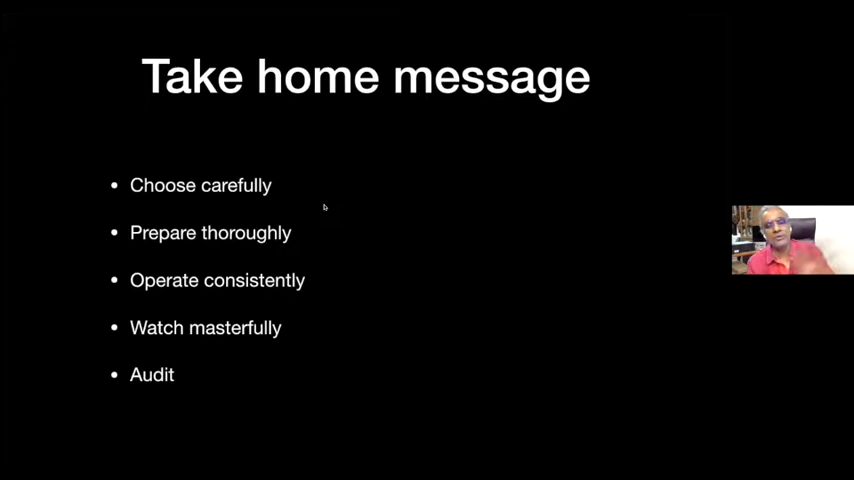 Take home message
• Choose carefully
• Prepare thoroughly
• Operate consistently
• Watch masterfully
• Audit